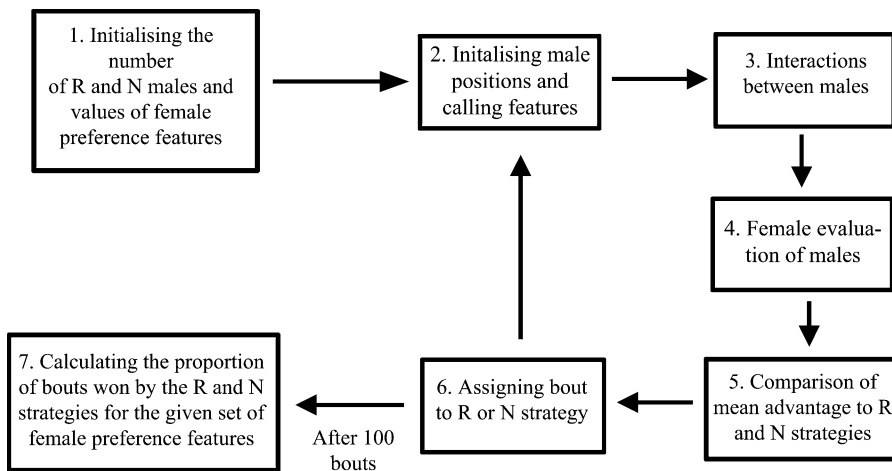 1. Initialising the
number
of R and N males and
values of female
preference features
2. Initalising male
positions and
calling features
3. Interactions
between males
4. Female evalua-
tion of males
5. Comparison of
mean advantage to R
and N strategies
6. Assigning bout
to R or N strategy
7. Calculating the proportion
of bouts won by the R and N
strategies for the given set of
female preference features
After 100
bouts